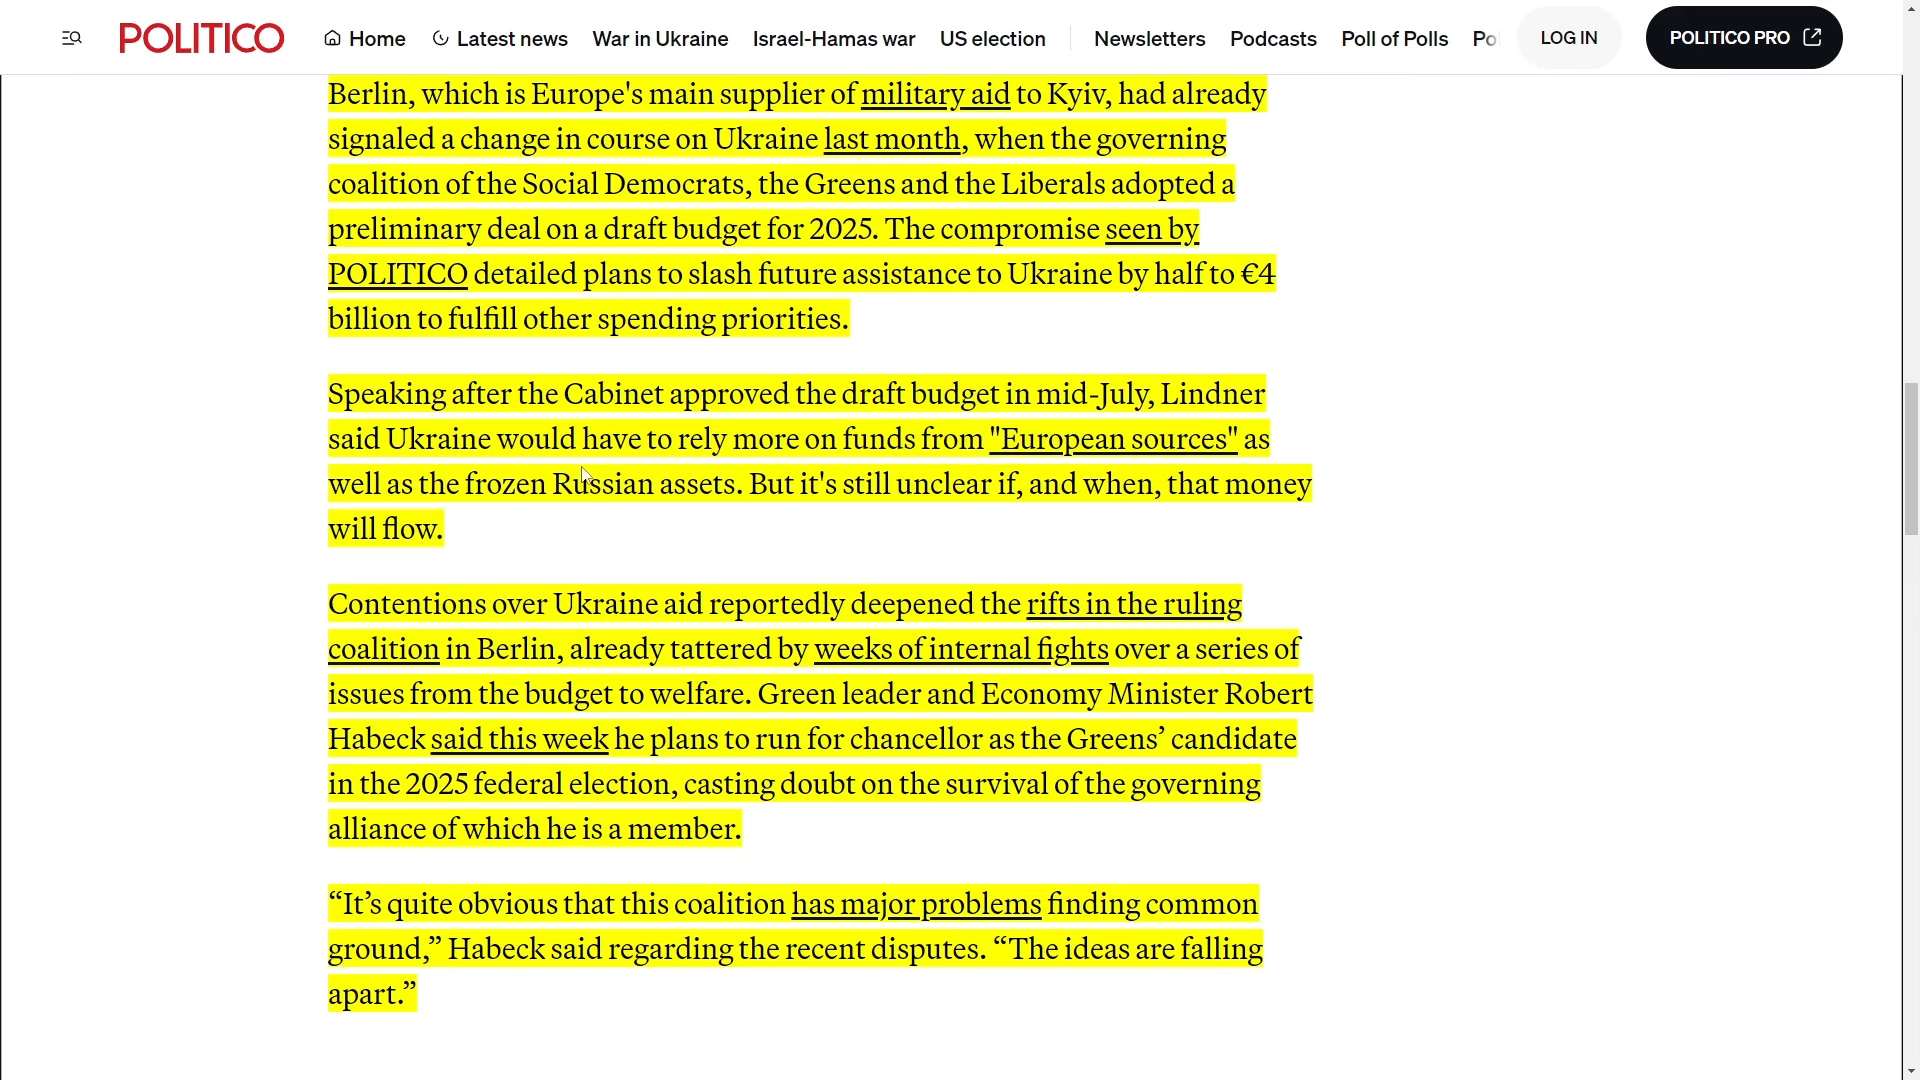 POLITICO
Home
Latest news
War in Ukraine
Israel-Hamas war
US election
Newsletters
Podcasts
Poll of Polls
Po
LOG IN
POLITICO PRO
Berlin, which is Europe's main supplier of military aid to Kyiv, had already
signaled a change in course on Ukraine last month, when the governing
coalition of the Social Democrats, the Greens and the Liberals adopted a
preliminary deal on a draft budget for 2025. The compromise seen by
POLITICO detailed plans to slash future assistance to Ukraine by half to €4
billion to fulfill other spending priorities.
Speaking after the Cabinet approved the draft budget in mid-July, Lindner
said Ukraine would have to rely more on funds from "European sources" as
well as the frozen Russian assets. But it's still unclear if, and when, that money
will flow.
Contentions over Ukraine aid reportedly deepened the rifts in the ruling
coalition in Berlin, already tattered by weeks of internal fights over a series of
issues from the budget to welfare. Green leader and Economy Minister Robert
Habeck said this week he plans to run for chancellor as the Greens’ candidate
in the 2025 federal election, casting doubt on the survival of the governing
alliance of which he is a member.
“It’s quite obvious that this coalition has major problems finding common
ground,” Habeck said regarding the recent disputes. “The ideas are falling
apart.”